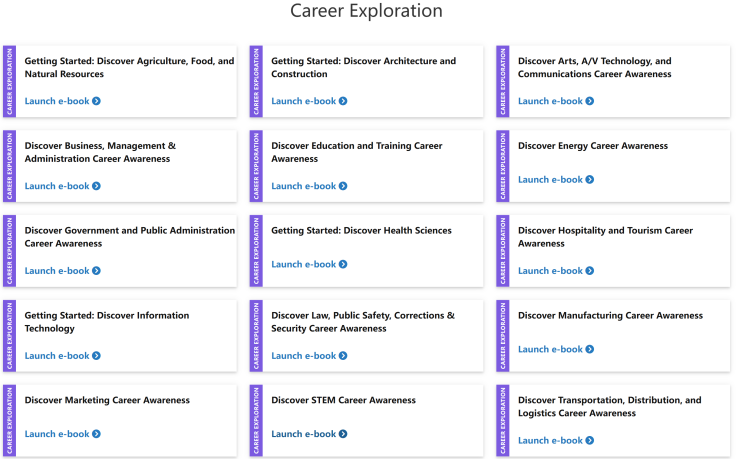 Career Exploration
CAREER EXPLORATION
Getting Started: Discover Agriculture, Food, and
Natural Resources
Launch e-book
CAREER EXPLORATION
Getting Started: Discover Architecture and
Construction
Launch e-book
CAREER EXPLORATION
Discover Arts, A/V Technology, and
Communications Career Awareness
Launch e-book
CAREER EXPLORATION
Discover Business, Management &
Administration Career Awareness
Launch e-book
CAREER EXPLORATION
Discover Education and Training Career
Awareness
Launch e-book
CAREER EXPLORATION
Discover Energy Career Awareness
Launch e-book
CAREER EXPLORATION
Discover Government and Public Administration
Career Awareness
Launch e-book
CAREER EXPLORATION
Getting Started: Discover Health Sciences
Launch e-book
CAREER EXPLORATION
Discover Hospitality and Tourism Career
Awareness
Launch e-book
CAREER EXPLORATION
Getting Started: Discover Information
Technology
Launch e-book
CAREER EXPLORATION
Discover Law, Public Safety, Corrections &
Security Career Awareness
Launch e-book
CAREER EXPLORATION
Discover Manufacturing Career Awareness
Launch e-book
CAREER EXPLORATION
Discover Marketing Career Awareness
Launch e-book
CAREER EXPLORATION
Discover STEM Career Awareness
Launch e-book
CAREER EXPLORATION
Discover Transportation, Distribution, and
Logistics Career Awareness
Launch e-book